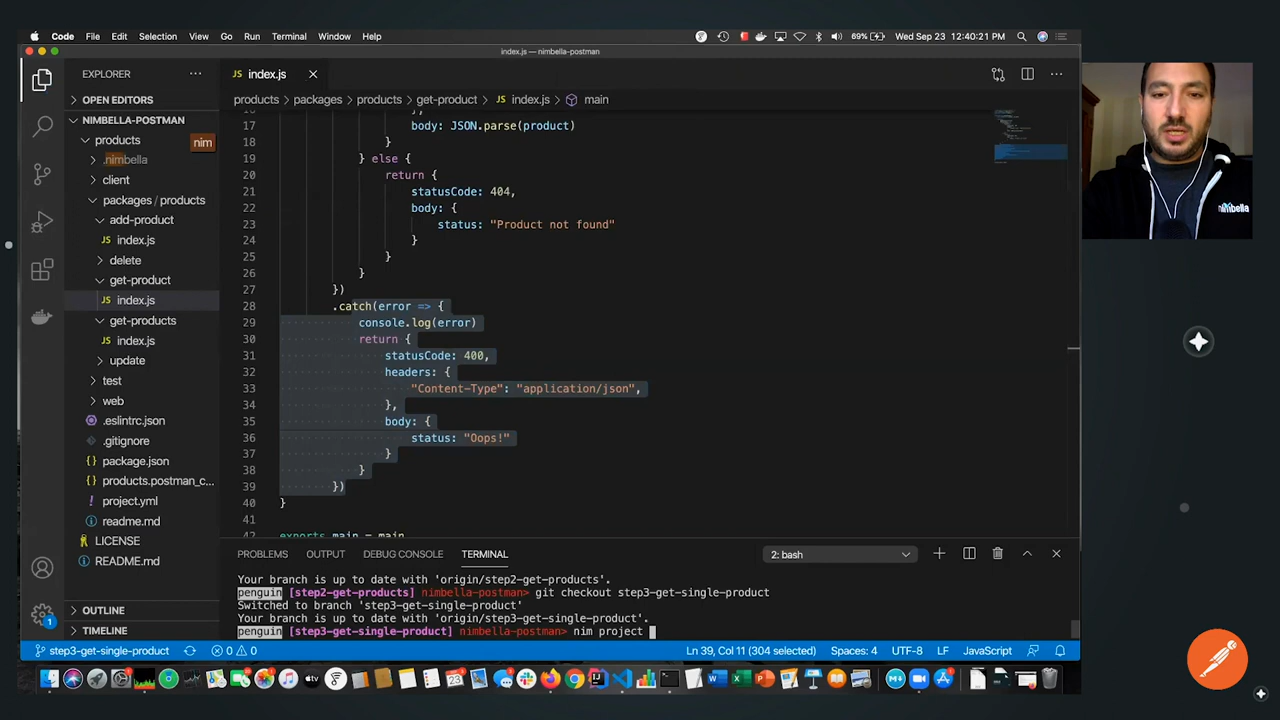 Code File Edit Selection View Go Run Terminal Window Help 69% Wed Sep 23 12:40:21 PM
index.js — nimbella-postman
EXPLORER ···
index.js
OPEN EDITORS
products > packages > products > get-product > index.js > main
NIMBELLA-POSTMAN
products
nim
.nimbella
client
packages / products
add-product
index.js
delete
get-product
index.js
get-products
index.js
update
test
web
.eslintrc.json
.gitignore
package.json
products.postman_c...
project.yml
readme.md
LICENSE
README.md
OUTLINE
TIMELINE
17 body: JSON.parse(product)
18 }
19 } else {
20 return {
21 statusCode: 404,
22 body: {
23 status: "Product not found"
24 }
25 }
26 }
27 })
28 .catch(error => {
29 console.log(error)
30 return {
31 statusCode: 400,
32 headers: {
33 "Content-Type": "application/json",
34 },
35 body: {
36 status: "Oops!"
37 }
38 }
39 })
40 }
41
42 exports.main = main
PROBLEMS OUTPUT DEBUG CONSOLE TERMINAL 2: bash
Your branch is up to date with 'origin/step2-get-products'.
penguin [step2-get-products] nimbella-postman> git checkout step3-get-single-product
Switched to branch 'step3-get-single-product'
Your branch is up to date with 'origin/step3-get-single-product'.
penguin [step3-get-single-product] nimbella-postman> nim project
step3-get-single-product 0 0 Ln 39, Col 11 (304 selected) Spaces: 4 UTF-8 LF JavaScript
nimbella